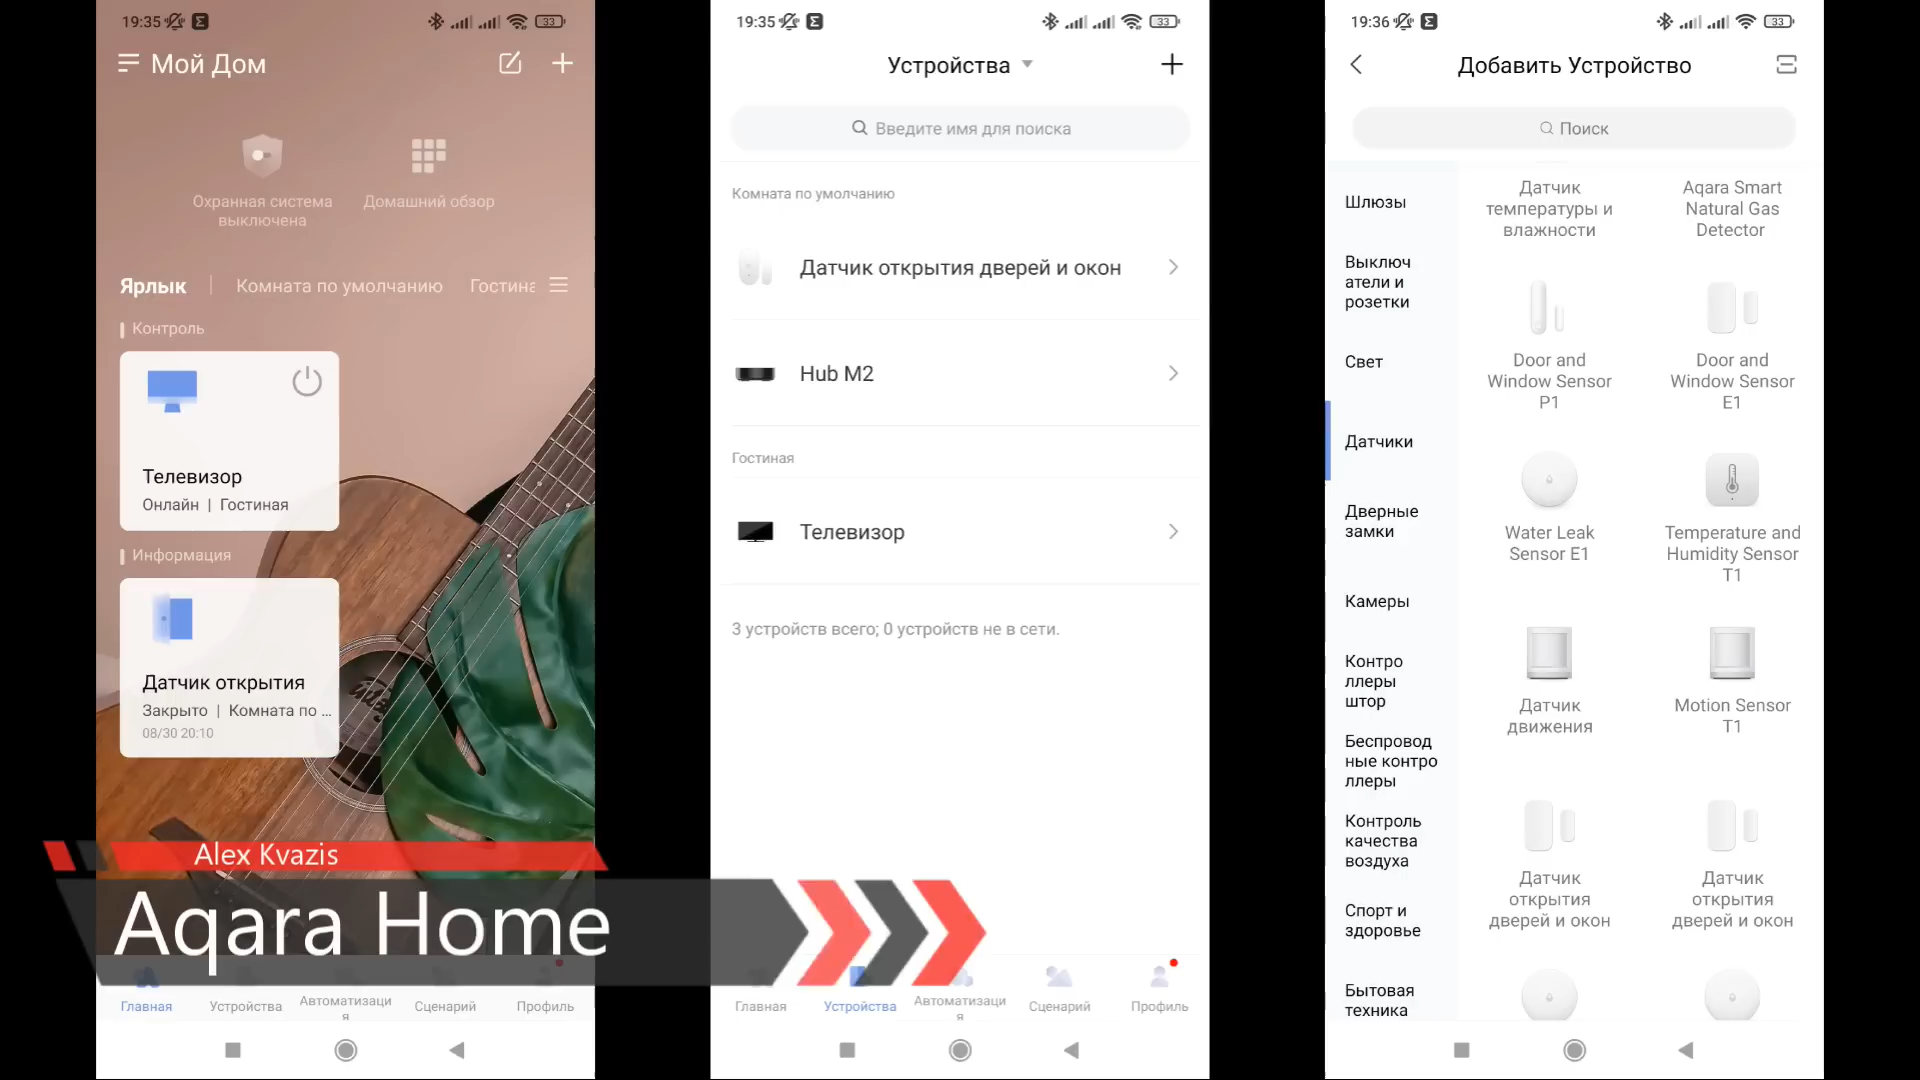 19:35
33
Мой Дом
Охранная система
выключена
Домашний обзор
Ярлык
Комната по умолчанию
Гостина
Контроль
Телевизор
Онлайн | Гостиная
Информация
Датчик открытия
Закрыто | Комната по ...
08/30 20:10
Alex Kvazis
Aqara Home
Главная
Устройства
Автоматизаци
я
Сценарий
Профиль
19:35
33
Устройства
Введите имя для поиска
Комната по умолчанию
Датчик открытия дверей и окон
Hub M2
Гостиная
Телевизор
3 устройств всего; 0 устройств не в сети.
Главная
Устройства
Автоматизаци
я
Сценарий
Профиль
19:36
33
Добавить Устройство
Поиск
Шлюзы
Выключ
атели и
розетки
Свет
Датчики
Дверные
замки
Камеры
Контро
ллеры
штор
Беспровод
ные контро
ллеры
Контроль
качества
воздуха
Спорт и
здоровье
Бытовая
техника
Датчик
температуры и
влажности
Aqara Smart
Natural Gas
Detector
Door and
Window Sensor
P1
Door and
Window Sensor
E1
Water Leak
Sensor E1
Temperature and
Humidity Sensor
T1
Датчик
движения
Motion Sensor
T1
Датчик
открытия
дверей и окон
Датчик
открытия
дверей и окон